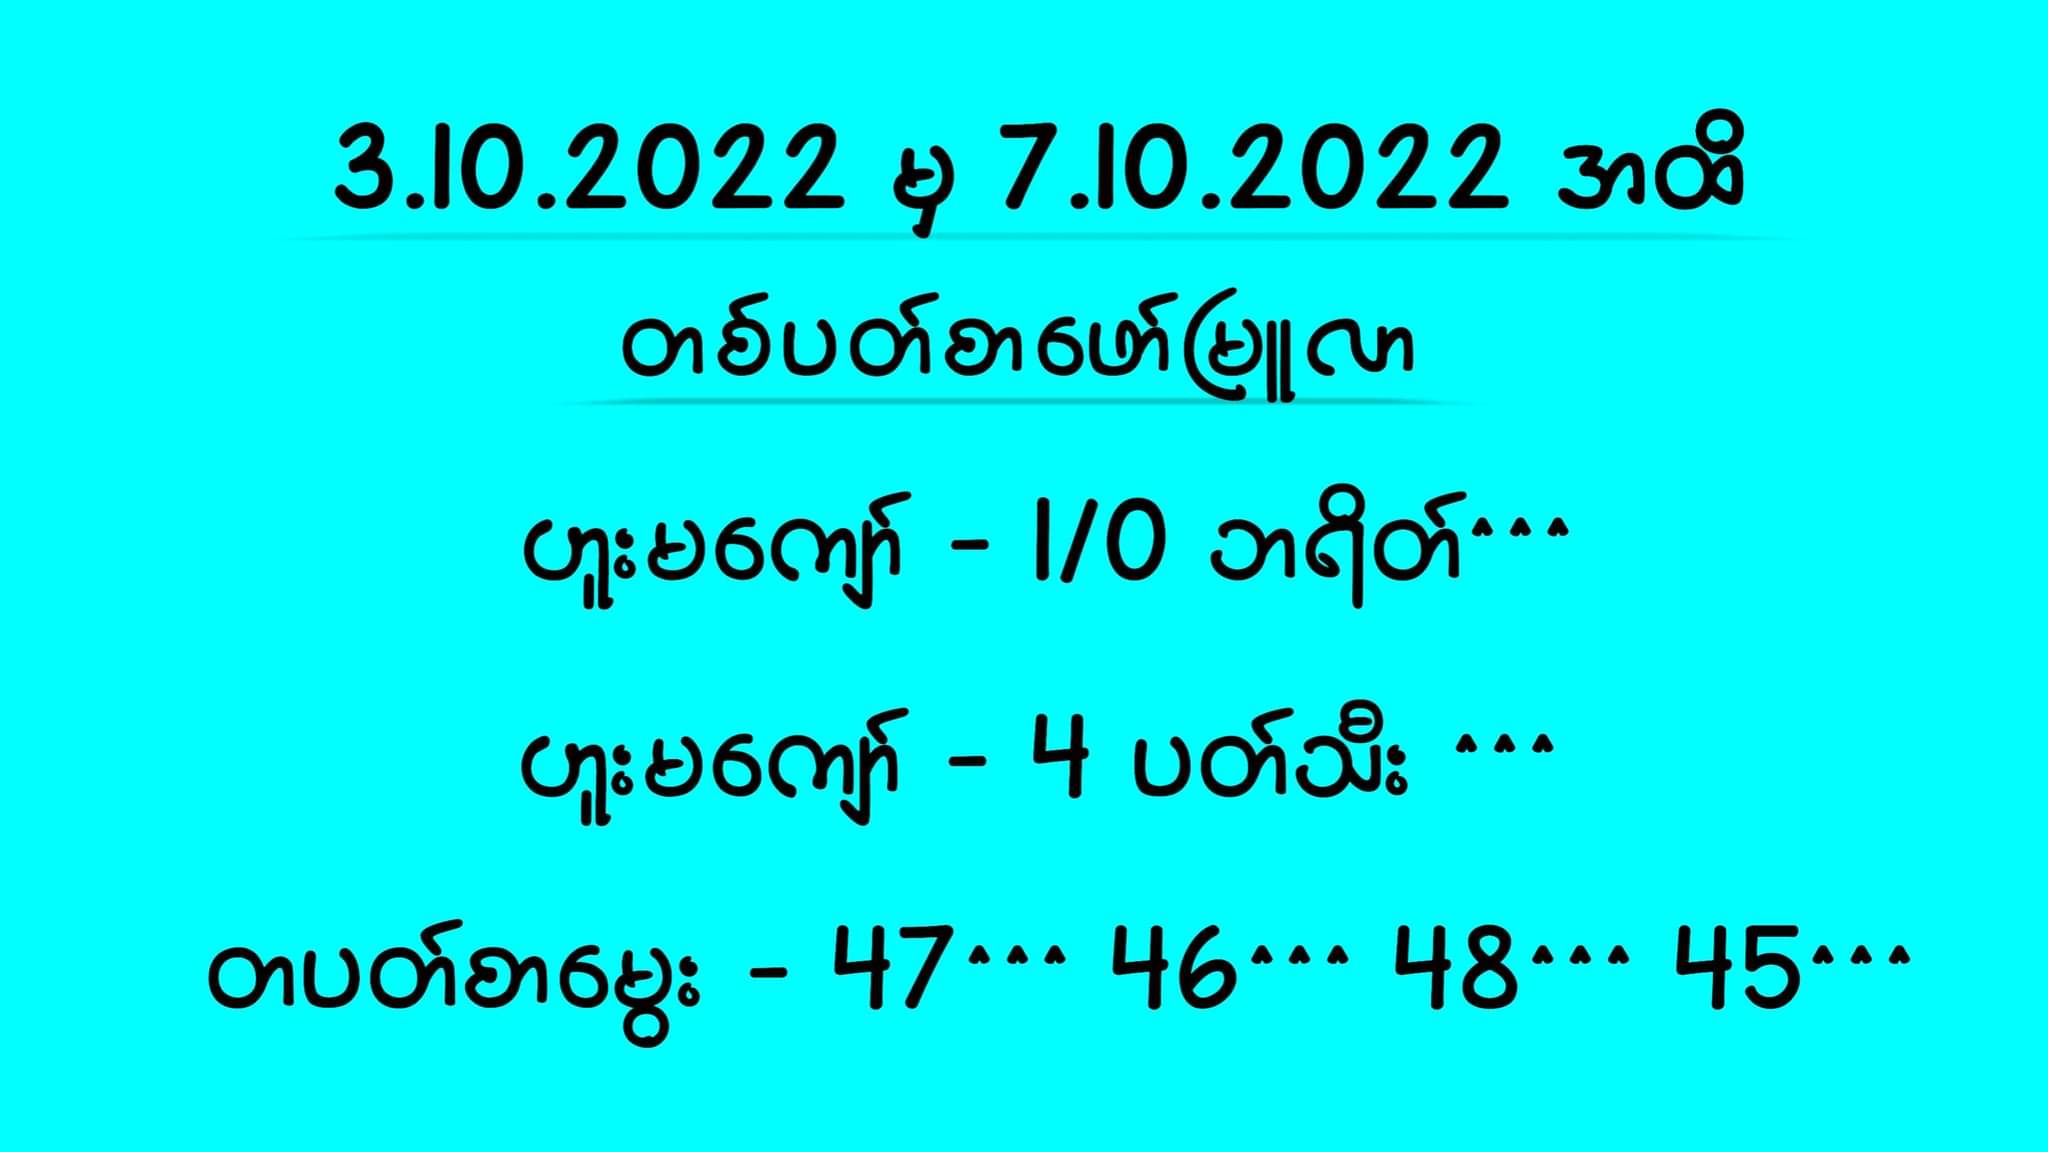 3.10.2022 မှ 7.10.2022 အထိ
တစ်ပတ်စာဖော်မြူလာ
ဟူးမကျော် - 1/0 ဘရိတ်^^^
ဟူးမကျော် - 4 ပတ်သီး ^^^
တပတ်စာမွေး - 47^^^ 46^^^ 48^^^ 45^^^